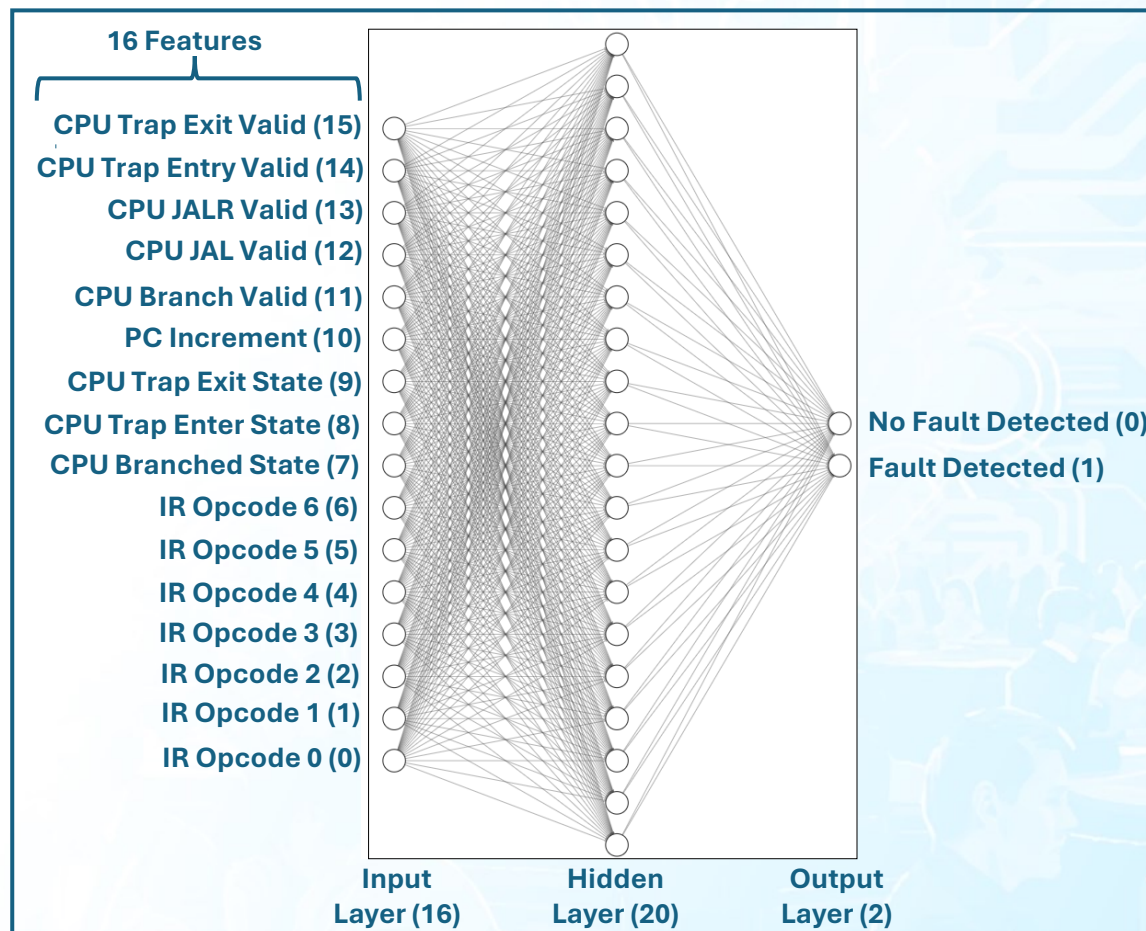 16 Features
CPU Trap Exit Valid (15)
CPU Trap Entry Valid (14)
CPU JALR Valid (13)
CPU JAL Valid (12)
CPU Branch Valid (11)
PC Increment (10)
CPU Trap Exit State (9)
CPU Trap Enter State (8)
CPU Branched State (7)
IR Opcode 6 (6)
IR Opcode 5 (5)
IR Opcode 4 (4)
IR Opcode 3 (3)
IR Opcode 2 (2)
IR Opcode 1 (1)
IR Opcode 0 (0)
No Fault Detected (0)
Fault Detected (1)
Input
Layer (16)
Hidden
Layer (20)
Output
Layer (2)